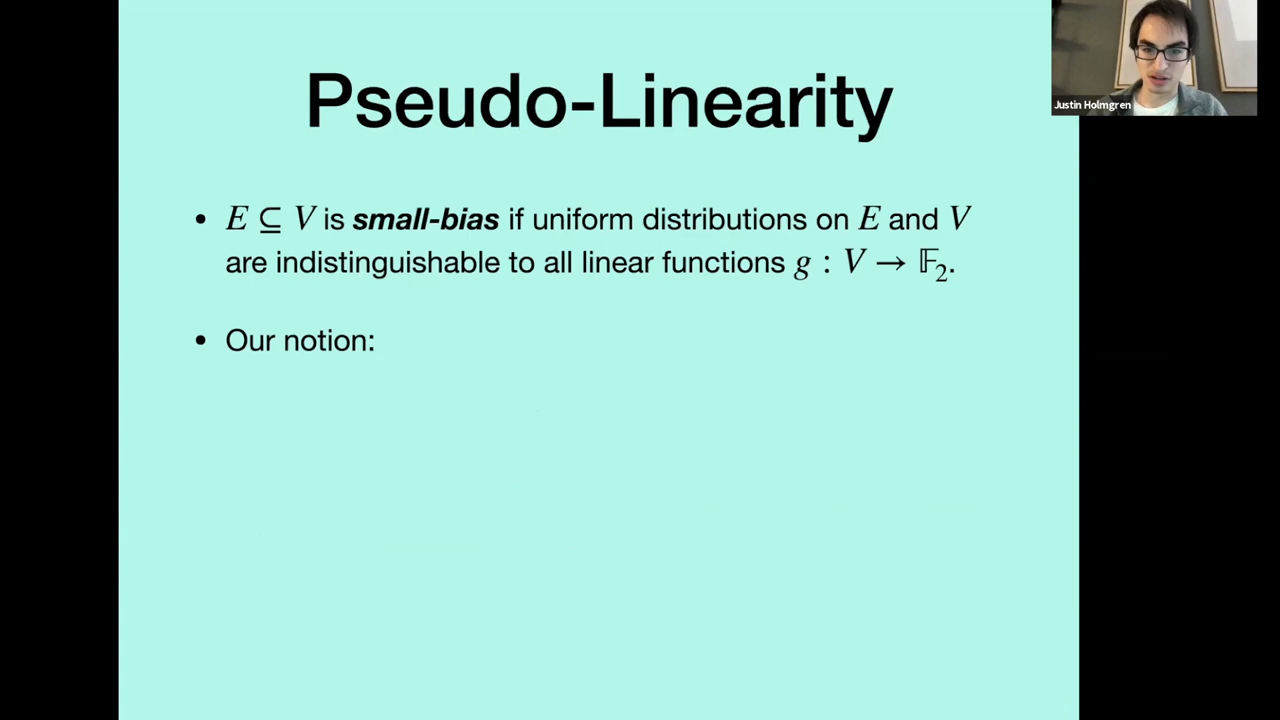 Pseudo-Linearity
Justin Holmgren
• E ⊆ V is small-bias if uniform distributions on E and V
are indistinguishable to all linear functions g : V → 𝔽₂.
• Our notion: